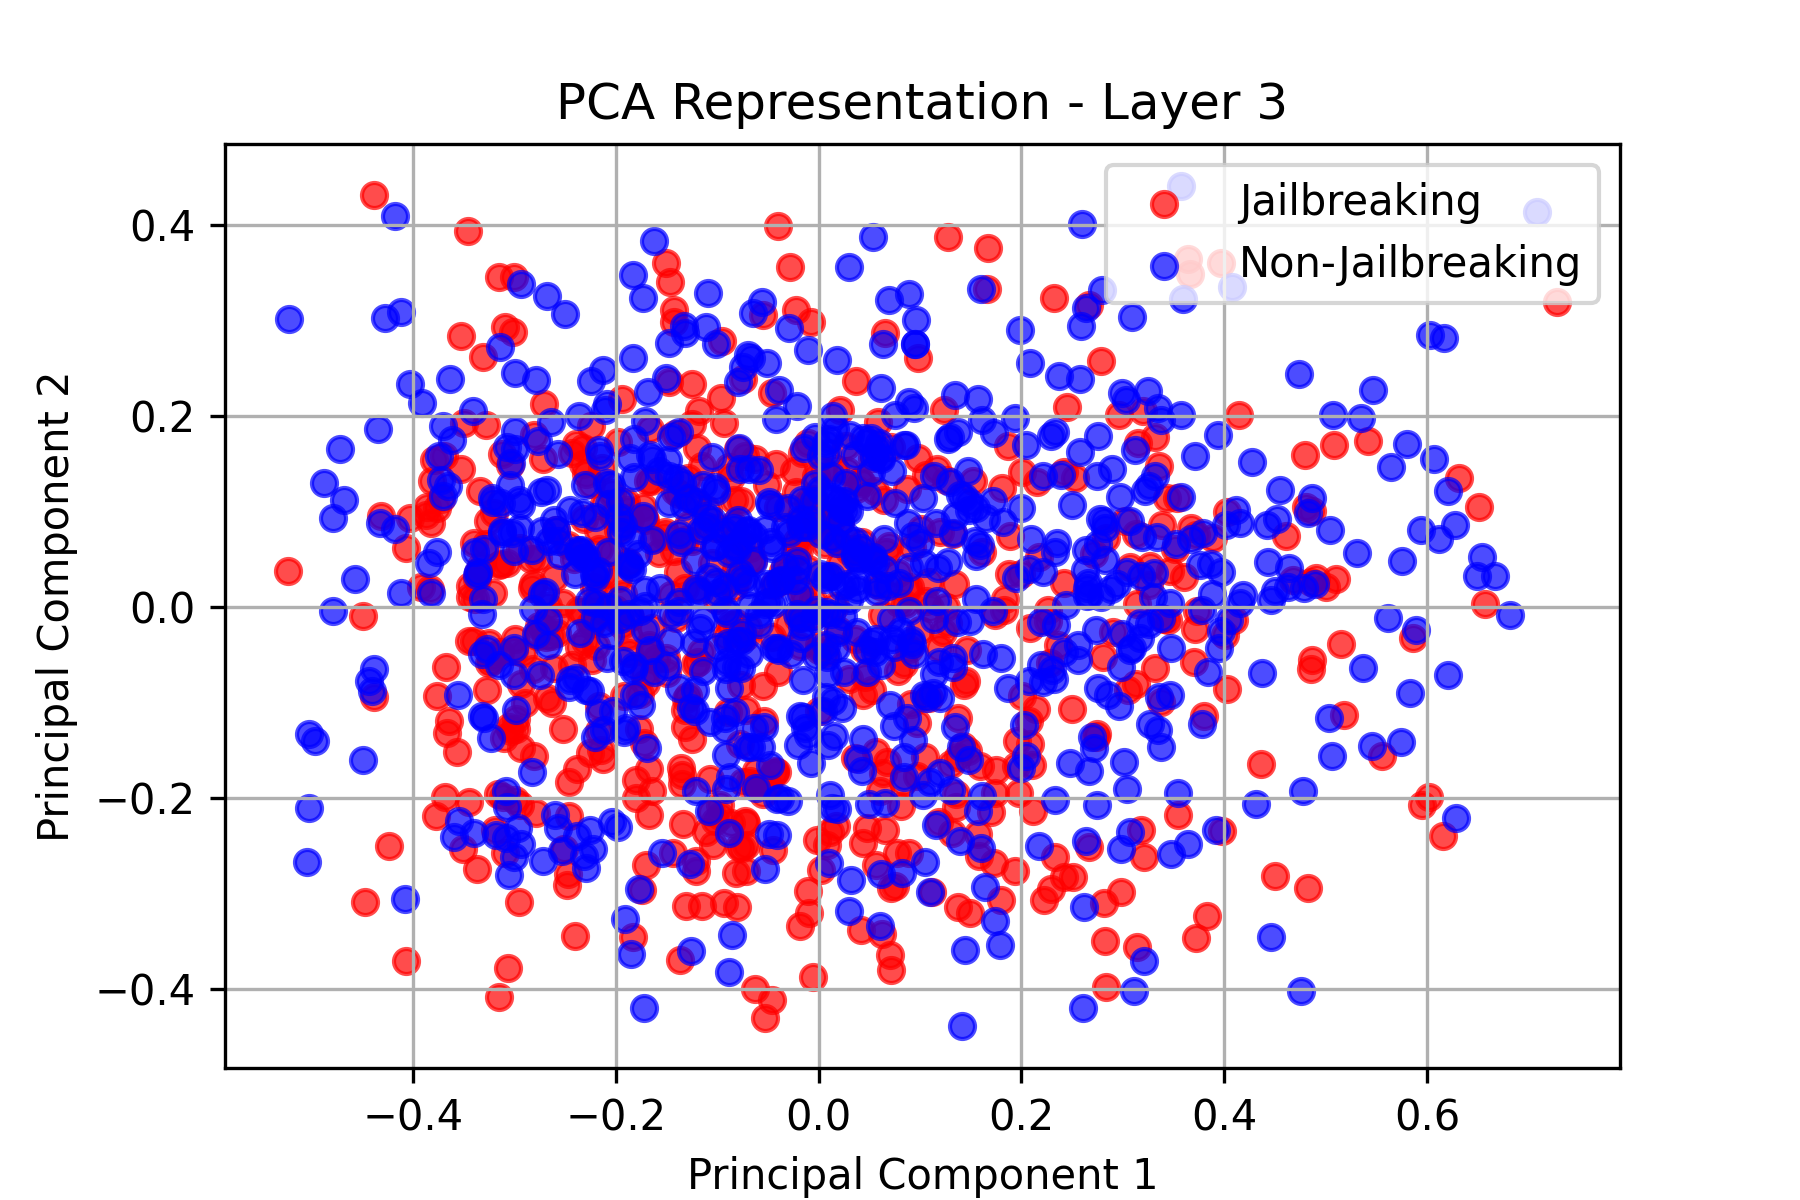 PCA Representation - Layer 3
Jailbreaking
Non-Jailbreaking
Principal Component 2
0.4
0.2
0.0
−0.2
−0.4
−0.4 −0.2 0.0 0.2 0.4 0.6
Principal Component 1